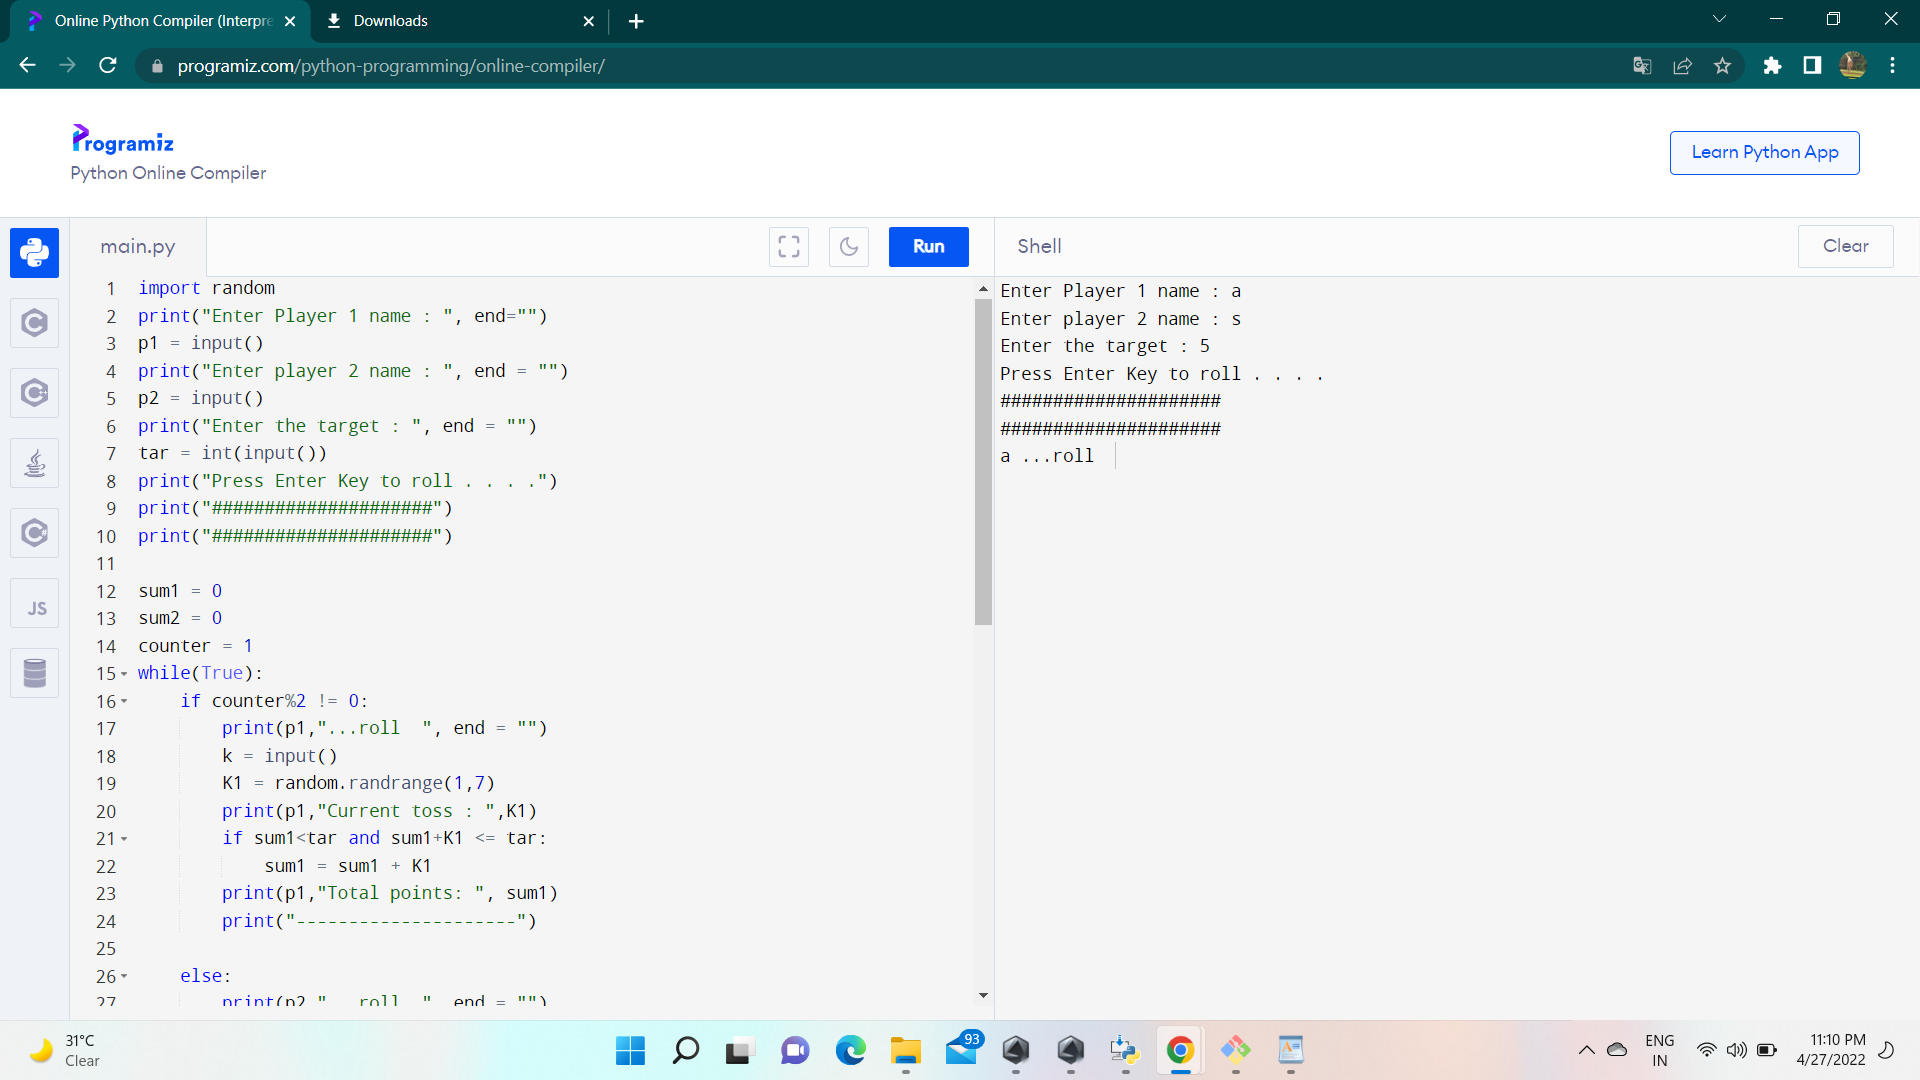 Online Python Compiler (Interpre
Downloads
programiz.com/python-programming/online-compiler/
Programiz
Python Online Compiler
Learn Python App
main.py
Run
Shell
Clear
1 import random
2 print("Enter Player 1 name : ", end="")
3 p1 = input()
4 print("Enter player 2 name : ", end = "")
5 p2 = input()
6 print("Enter the target : ", end = "")
7 tar = int(input())
8 print("Press Enter Key to roll . . . .")
9 print("#####################")
10 print("#####################")
11
12 sum1 = 0
13 sum2 = 0
14 counter = 1
15 while(True):
16 if counter%2 != 0:
17 print(p1,"...roll  ", end = "")
18 k = input()
19 K1 = random.randrange(1,7)
20 print(p1,"Current toss : ",K1)
21 if sum1<tar and sum1+K1 <= tar:
22 sum1 = sum1 + K1
23 print(p1,"Total points: ", sum1)
24 print("---------------------")
25
26 else:
27 print(p2,"...roll  ", end = "")
Enter Player 1 name : a
Enter player 2 name : s
Enter the target : 5
Press Enter Key to roll . . . .
#####################
#####################
a ...roll
JS
31°C
Clear
93
ENG
IN
11:10 PM
4/27/2022